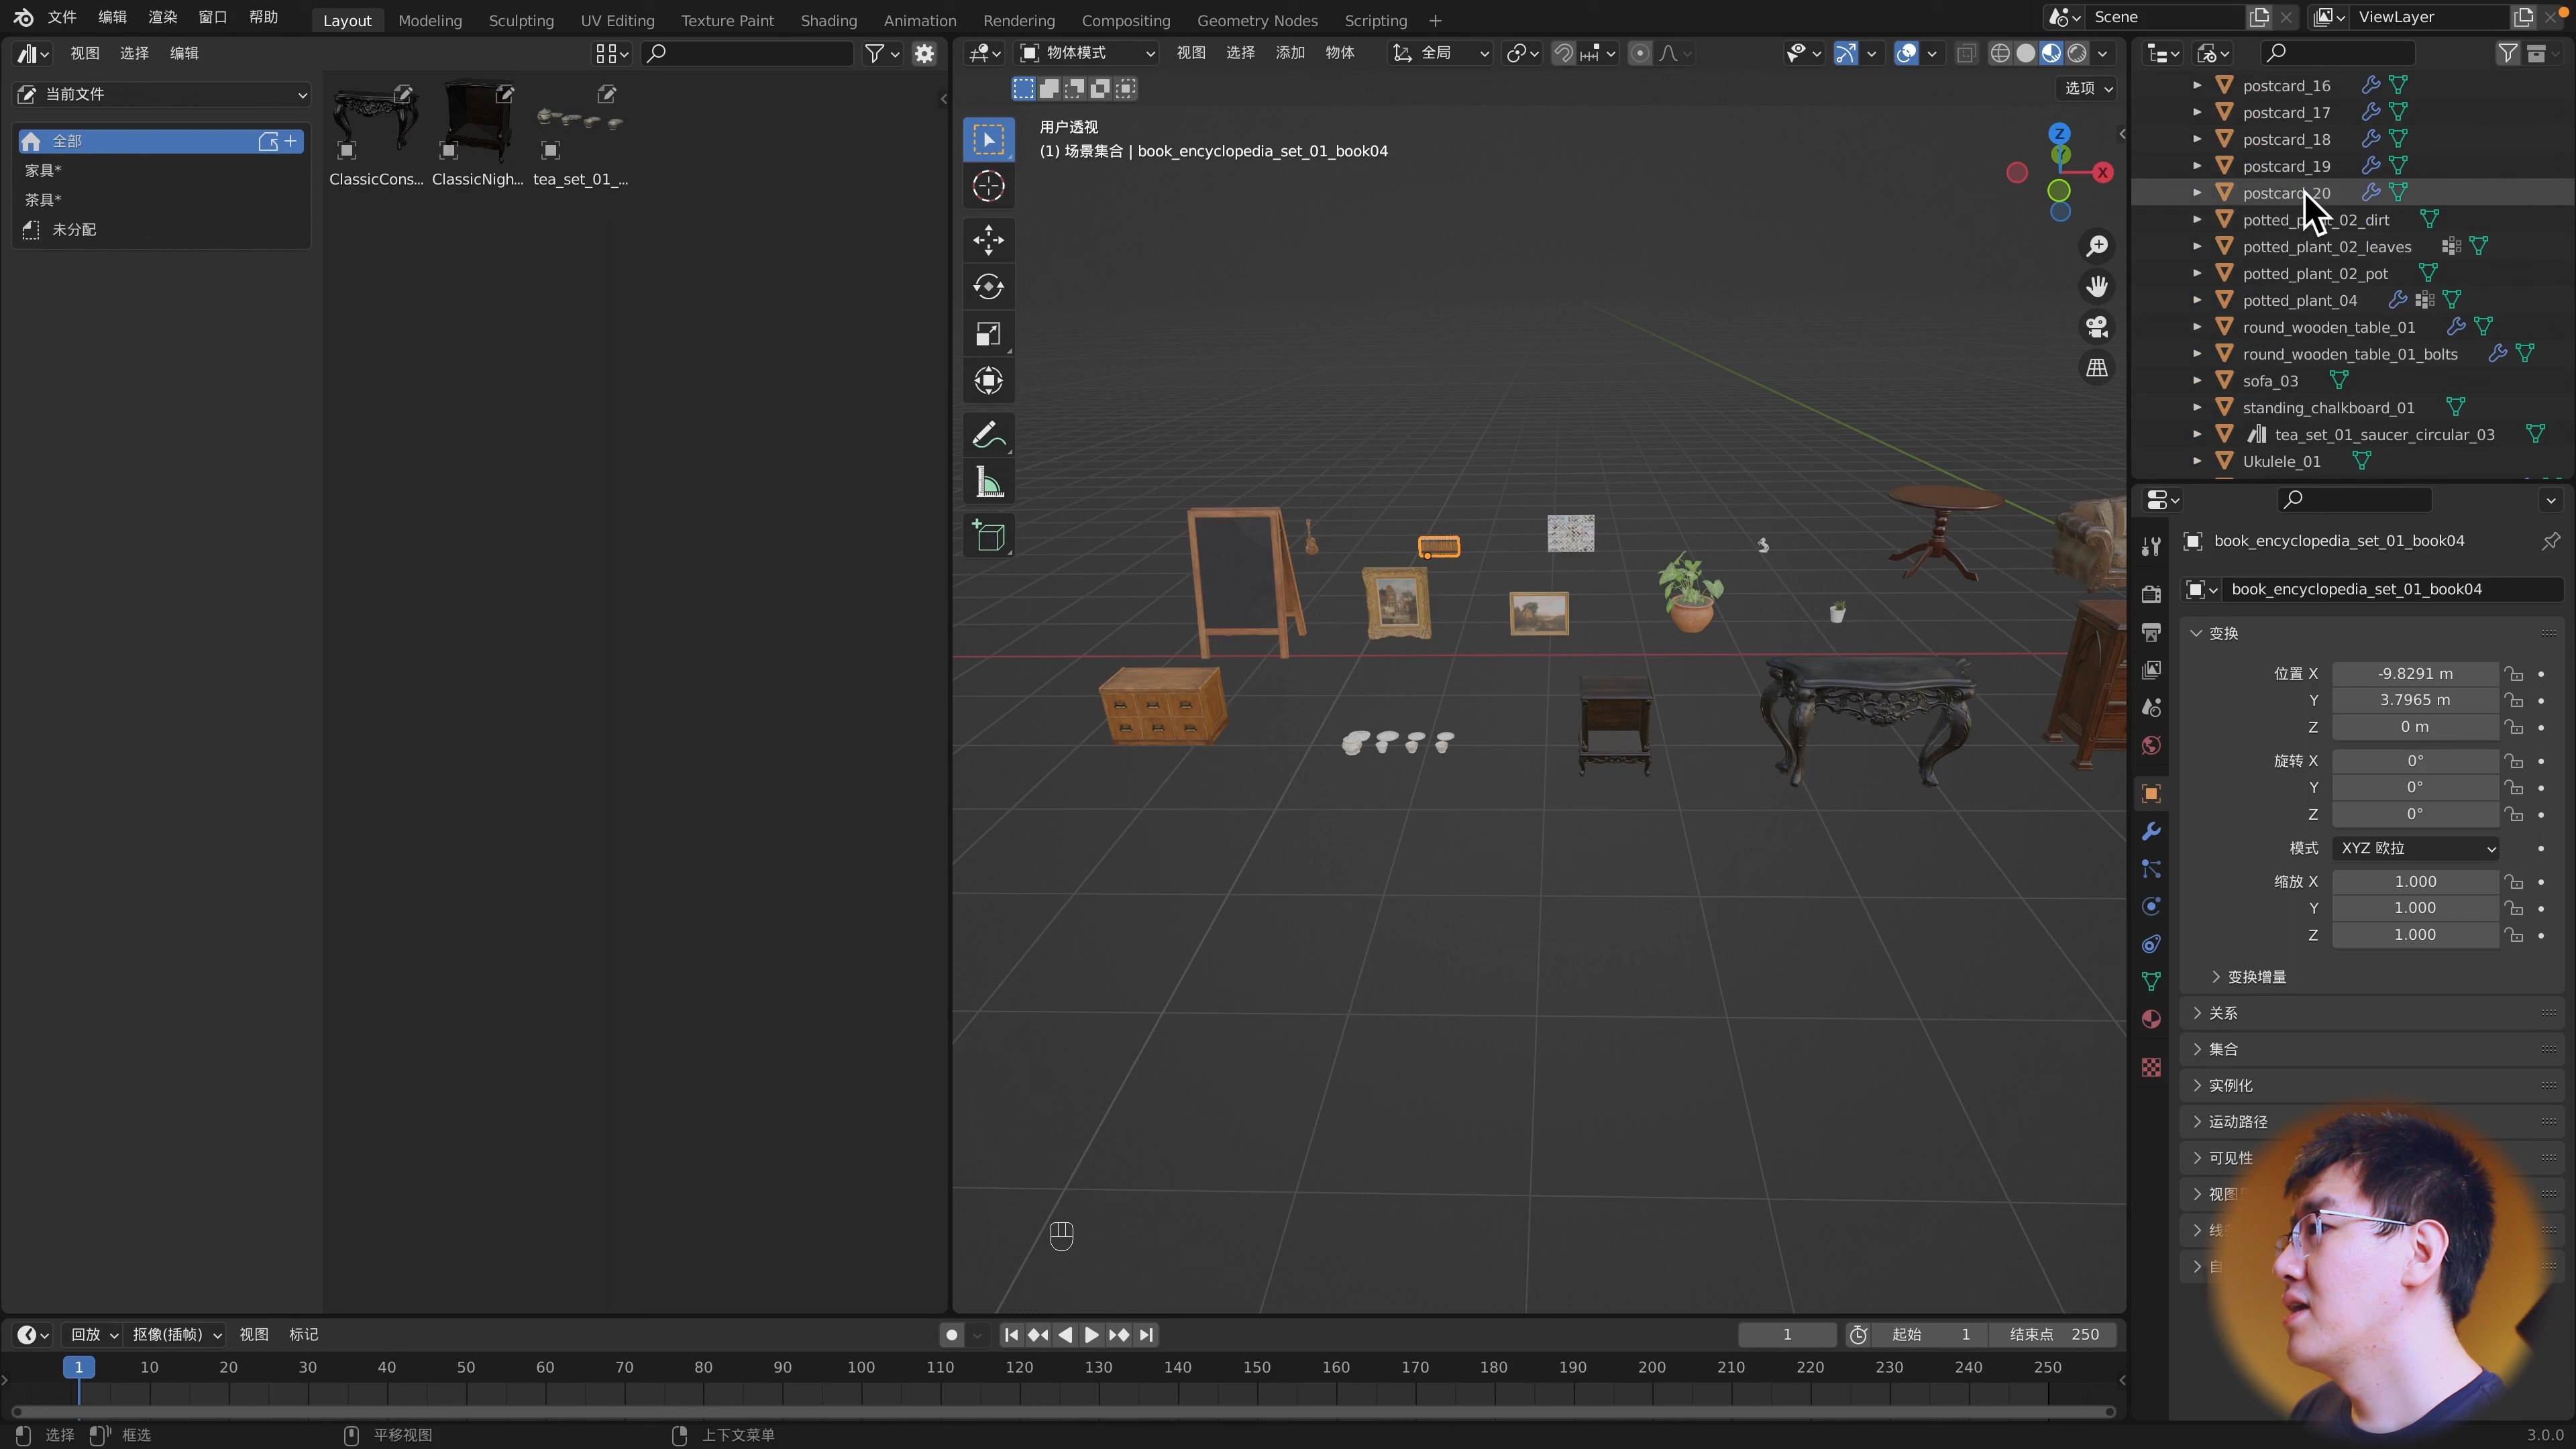 文件 编辑 渲染 窗口 帮助 Layout Modeling Sculpting UV Editing Texture Paint Shading Animation Rendering Compositing Geometry Nodes Scripting + Scene ViewLayer
视图 选择 编辑
物体模式 视图 选择 添加 物体 全局
选项
当前文件
全部
家具*
茶具*
未分配
ClassicCons... ClassicNigh... tea_set_01_...
用户透视
(1) 场景集合 | book_encyclopedia_set_01_book04
Z
Y
X
postcard_16
postcard_17
postcard_18
postcard_19
postcard_20
potted_plant_02_dirt
potted_plant_02_leaves
potted_plant_02_pot
potted_plant_04
round_wooden_table_01
round_wooden_table_01_bolts
sofa_03
standing_chalkboard_01
tea_set_01_saucer_circular_03
Ukulele_01
book_encyclopedia_set_01_book04
book_encyclopedia_set_01_book04
变换
位置 X -9.8291 m
Y 3.7965 m
Z 0 m
旋转 X 0°
Y 0°
Z 0°
模式 XYZ 欧拉
缩放 X 1.000
Y 1.000
Z 1.000
变换增量
关系
集合
实例化
运动路径
可见性
视图
线
自
回放 抠像(插帧) 视图 标记 1 起始 1 结束点 250
1 10 20 30 40 50 60 70 80 90 100 110 120 130 140 150 160 170 180 190 200 210 220 230 240 250
选择 框选 平移视图 上下文菜单 3.0.0